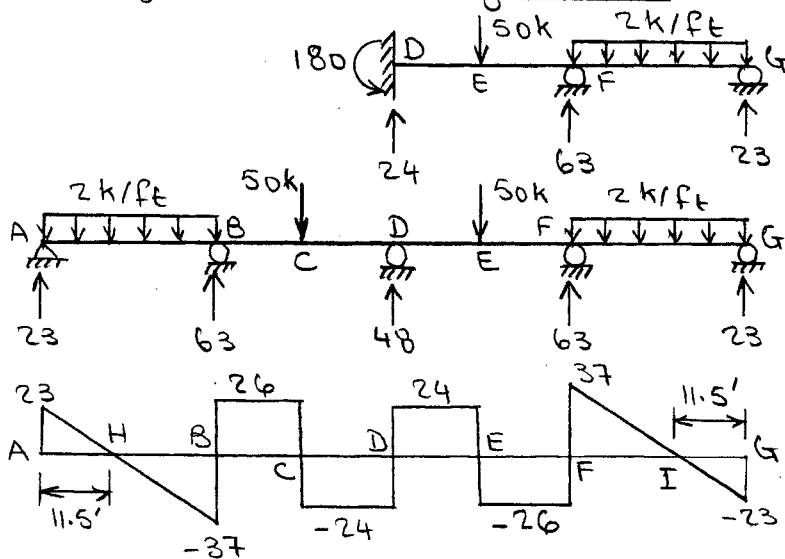 50k 2k/ft
180 D E F G
24 63 23
2k/ft 50k 50k 2k/ft
A B C D E F G
23 63 48 63 23
23 26 24 37 11.5'
A H B C D E F I G
11.5' -37 -24 -26 -23